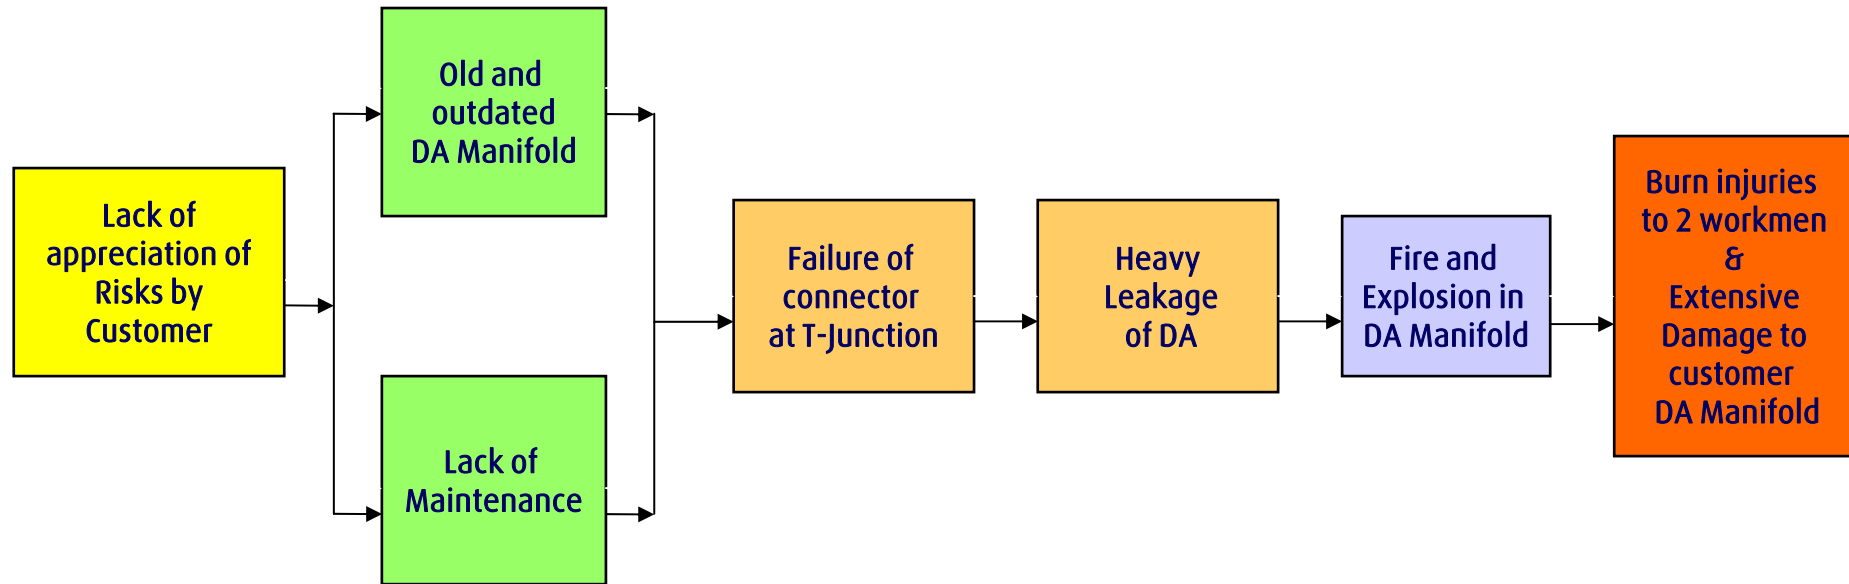 Lack of
appreciation of
Risks by
Customer
Old and
outdated
DA Manifold
Lack of
Maintenance
Failure of
connector
at T-Junction
Heavy
Leakage
of DA
Fire and
Explosion in
DA Manifold
Burn injuries
to 2 workmen
&
Extensive
Damage to
customer
DA Manifold